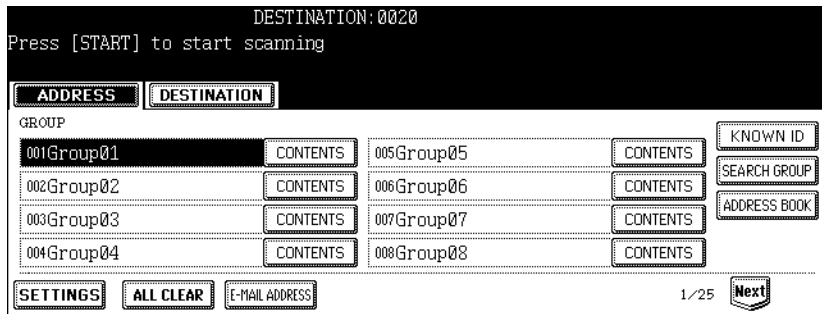 DESTINATION:0020
Press [START] to start scanning
ADDRESS DESTINATION
GROUP
KNOWN ID
001Group01 CONTENTS 005Group05 CONTENTS
SEARCH GROUP
002Group02 CONTENTS 006Group06 CONTENTS
ADDRESS BOOK
003Group03 CONTENTS 007Group07 CONTENTS
004Group04 CONTENTS 008Group08 CONTENTS
SETTINGS ALL CLEAR E-MAIL ADDRESS 1/25 Next